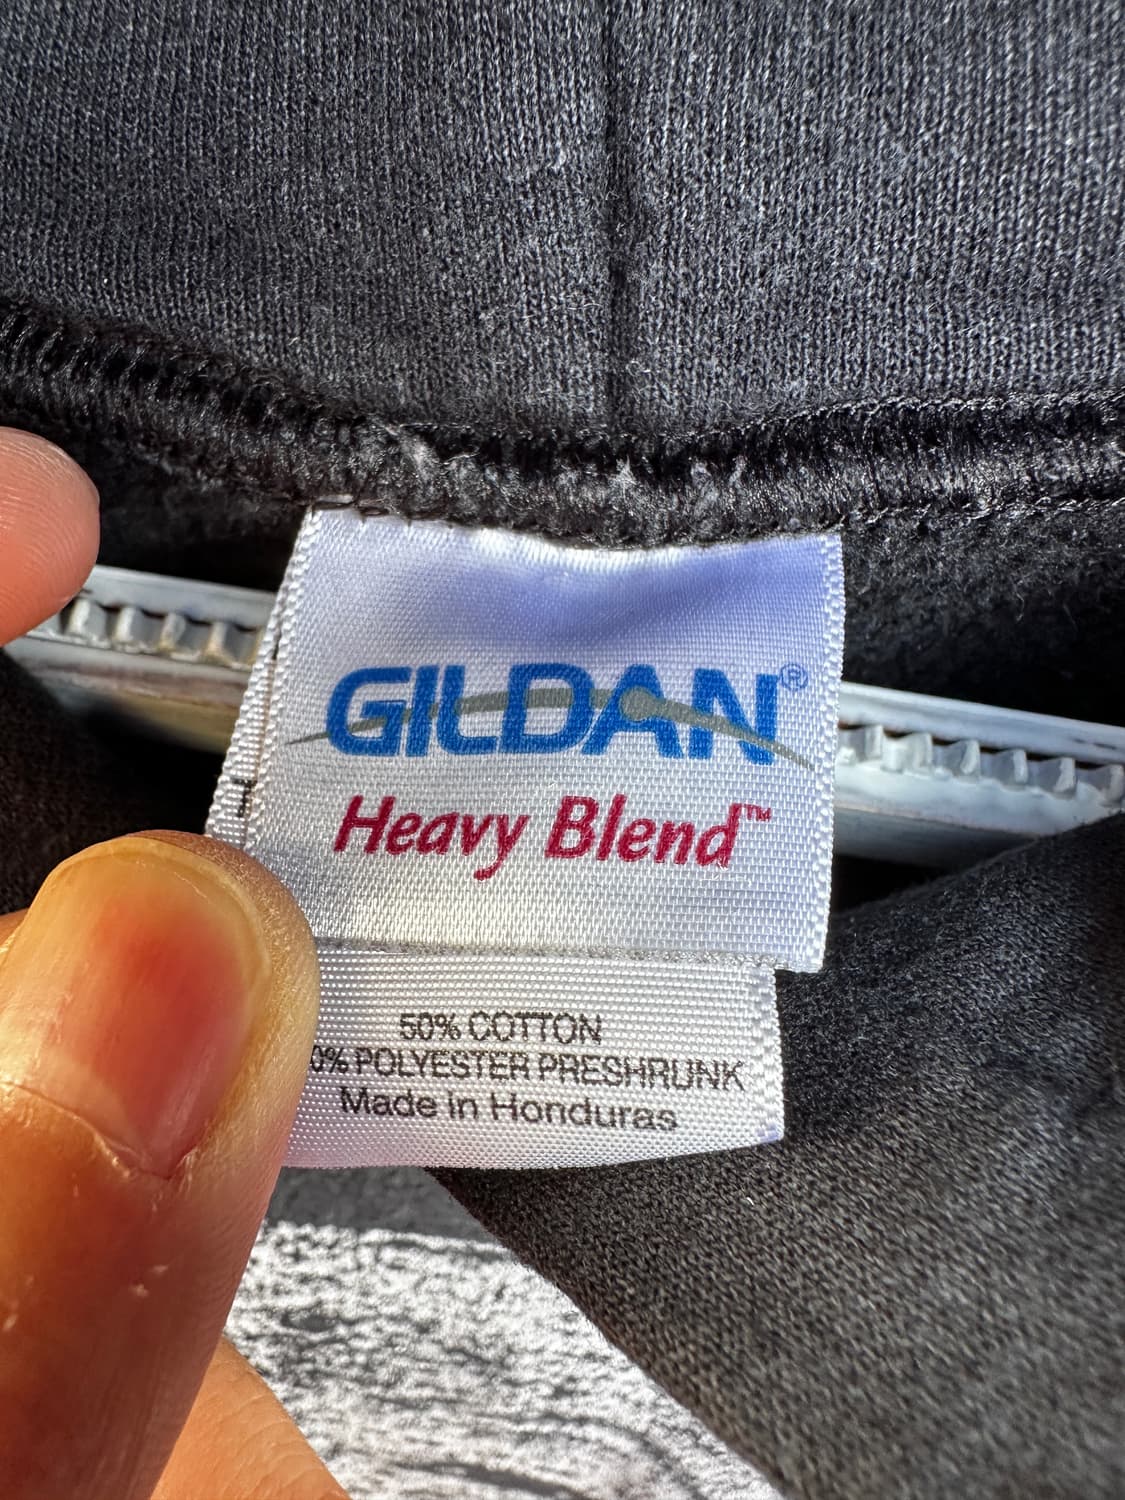 GILDAN®
Heavy Blend™
50% COTTON
0% POLYESTER PRESHRUNK
Made in Honduras